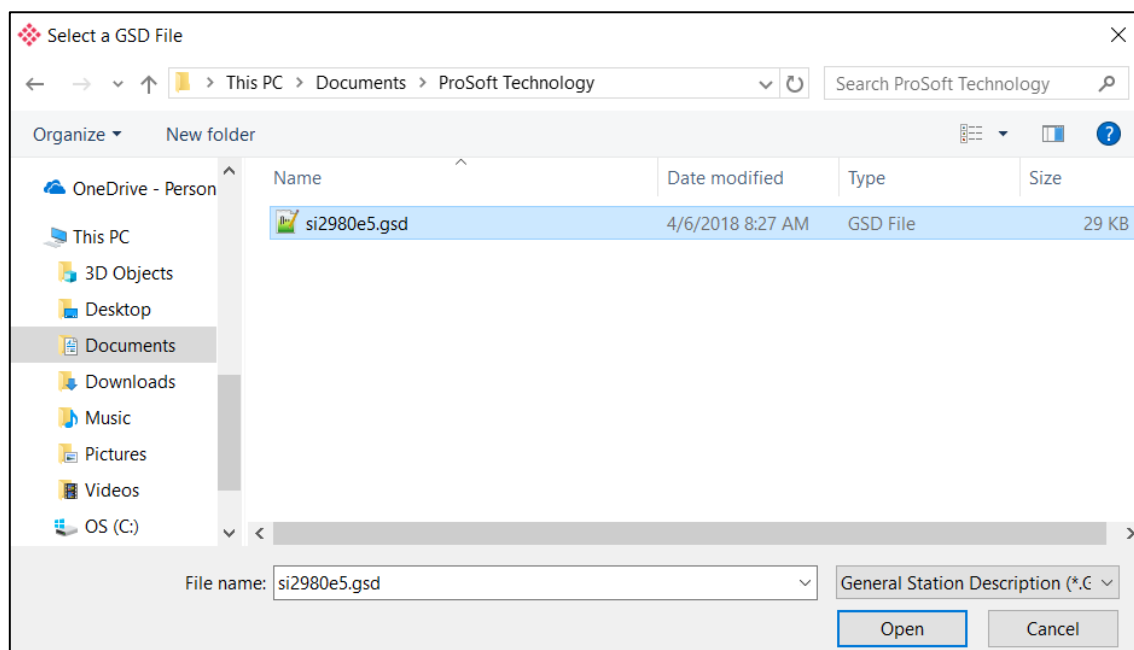 Select a GSD File
This PC > Documents > ProSoft Technology
Search ProSoft Technology
Organize
New folder
?
OneDrive - Person
This PC
3D Objects
Desktop
Documents
Downloads
Music
Pictures
Videos
OS (C:)
Name Date modified Type Size
si2980e5.gsd 4/6/2018 8:27 AM GSD File 29 KB
File name: si2980e5.gsd
General Station Description (*.G
Open Cancel